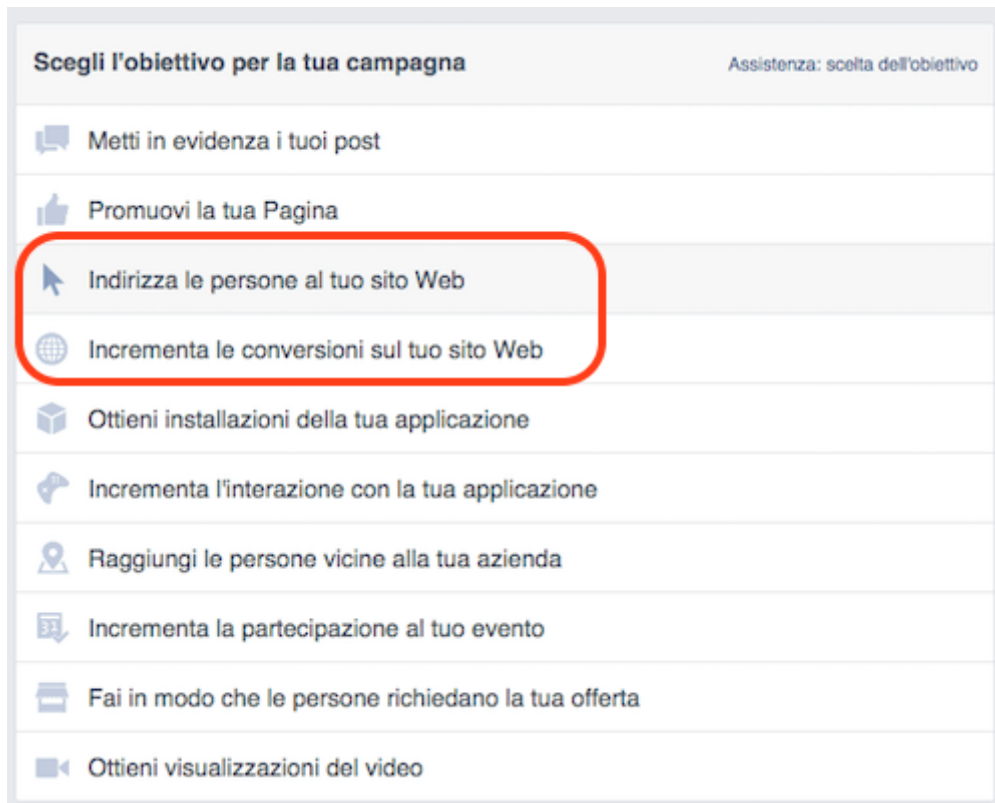 Scegli l'obiettivo per la tua campagna
Assistenza: scelta dell'obiettivo
Metti in evidenza i tuoi post
Promuovi la tua Pagina
Indirizza le persone al tuo sito Web
Incrementa le conversioni sul tuo sito Web
Ottieni installazioni della tua applicazione
Incrementa l'interazione con la tua applicazione
Raggiungi le persone vicine alla tua azienda
Incrementa la partecipazione al tuo evento
Fai in modo che le persone richiedano la tua offerta
Ottieni visualizzazioni del video